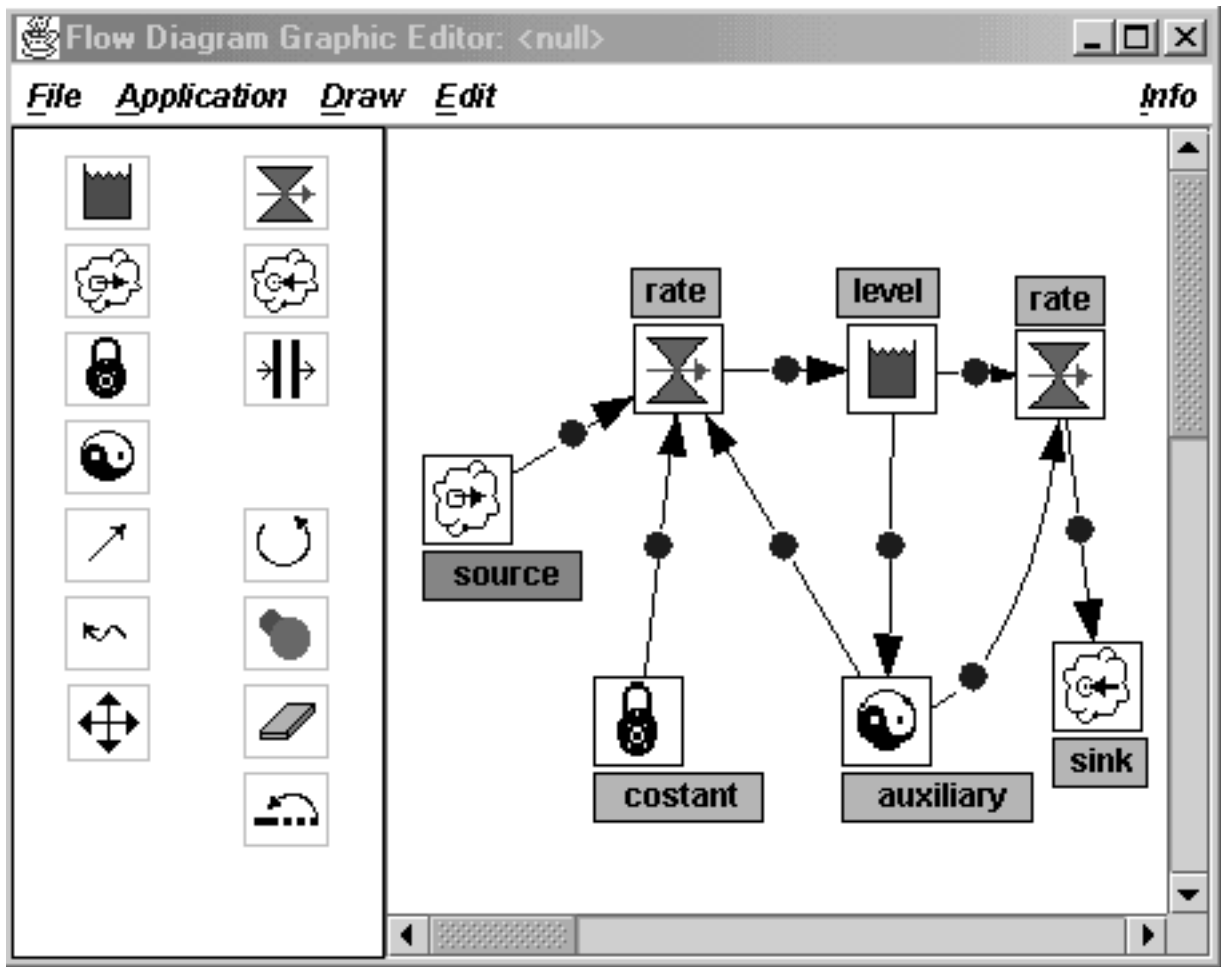 Flow Diagram Graphic Editor: <null>
File Application Draw Edit Info
rate level rate
source
costant auxiliary sink